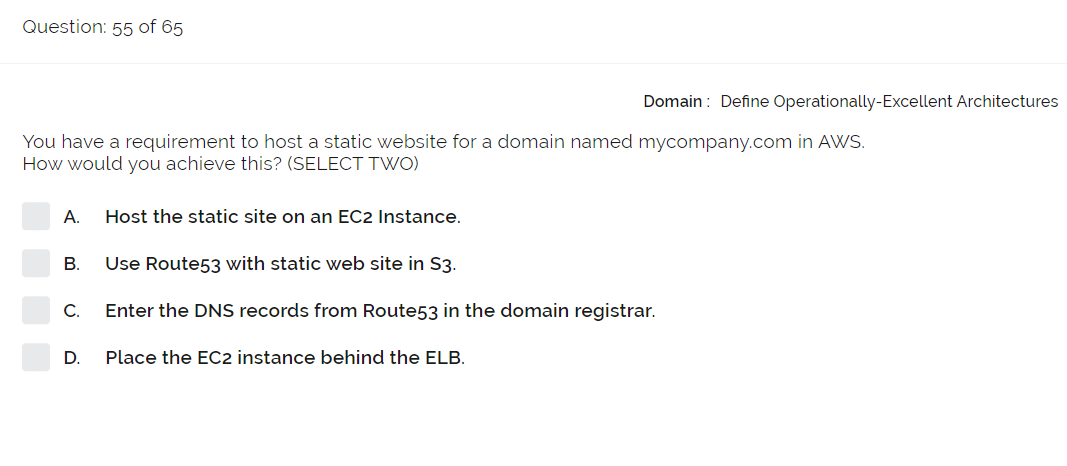 Question: 55 of 65
Domain : Define Operationally-Excellent Architectures
You have a requirement to host a static website for a domain named mycompany.com in AWS.
How would you achieve this? (SELECT TWO)
A. Host the static site on an EC2 Instance.
B. Use Route53 with static web site in S3.
C. Enter the DNS records from Route53 in the domain registrar.
D. Place the EC2 instance behind the ELB.